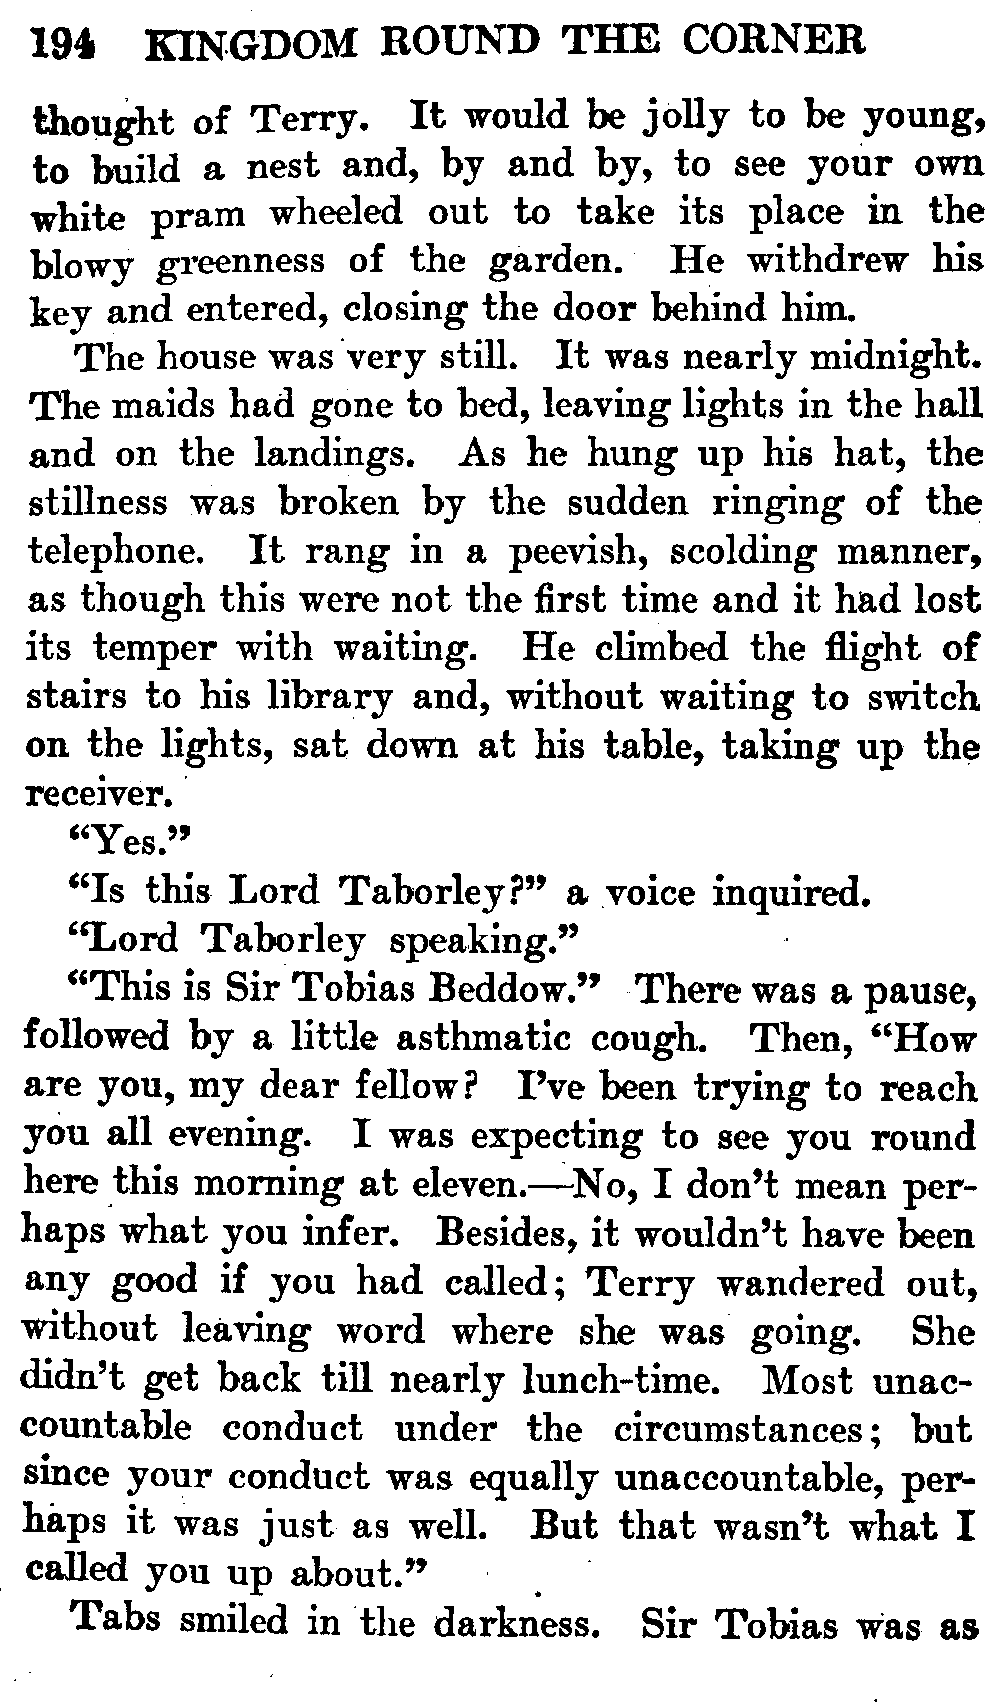 194 KINGDOM ROUND THE CORNER
thought of Terry. It would be jolly to be young,
to build a nest and, by and by, to see your own
white pram wheeled out to take its place in the
blowy greenness of the garden. He withdrew his
key and entered, closing the door behind him.
The house was very still. It was nearly midnight.
The maids had gone to bed, leaving lights in the hall
and on the landings. As he hung up his hat, the
stillness was broken by the sudden ringing of the
telephone. It rang in a peevish, scolding manner,
as though this were not the first time and it had lost
its temper with waiting. He climbed the flight of
stairs to his library and, without waiting to switch
on the lights, sat down at his table, taking up the
receiver.
“Yes.”
“Is this Lord Taborley?” a voice inquired.
“Lord Taborley speaking.”
“This is Sir Tobias Beddow.” There was a pause,
followed by a little asthmatic cough. Then, “How
are you, my dear fellow? I’ve been trying to reach
you all evening. I was expecting to see you round
here this morning at eleven.—No, I don’t mean per-
haps what you infer. Besides, it wouldn’t have been
any good if you had called; Terry wandered out,
without leaving word where she was going. She
didn’t get back till nearly lunch-time. Most unac-
countable conduct under the circumstances; but
since your conduct was equally unaccountable, per-
haps it was just as well. But that wasn’t what I
called you up about.”
Tabs smiled in the darkness. Sir Tobias was as